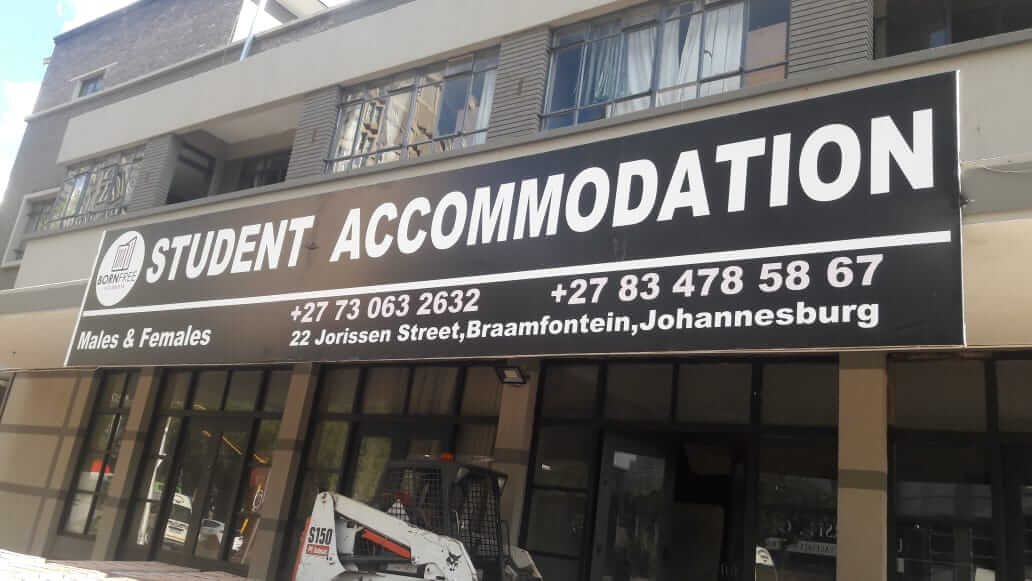 STUDENT ACCOMMODATION
BORNFREE
+27 73 063 2632
+27 83 478 58 67
Males & Females
22 Jorissen Street,Braamfontein,Johannesburg
S150